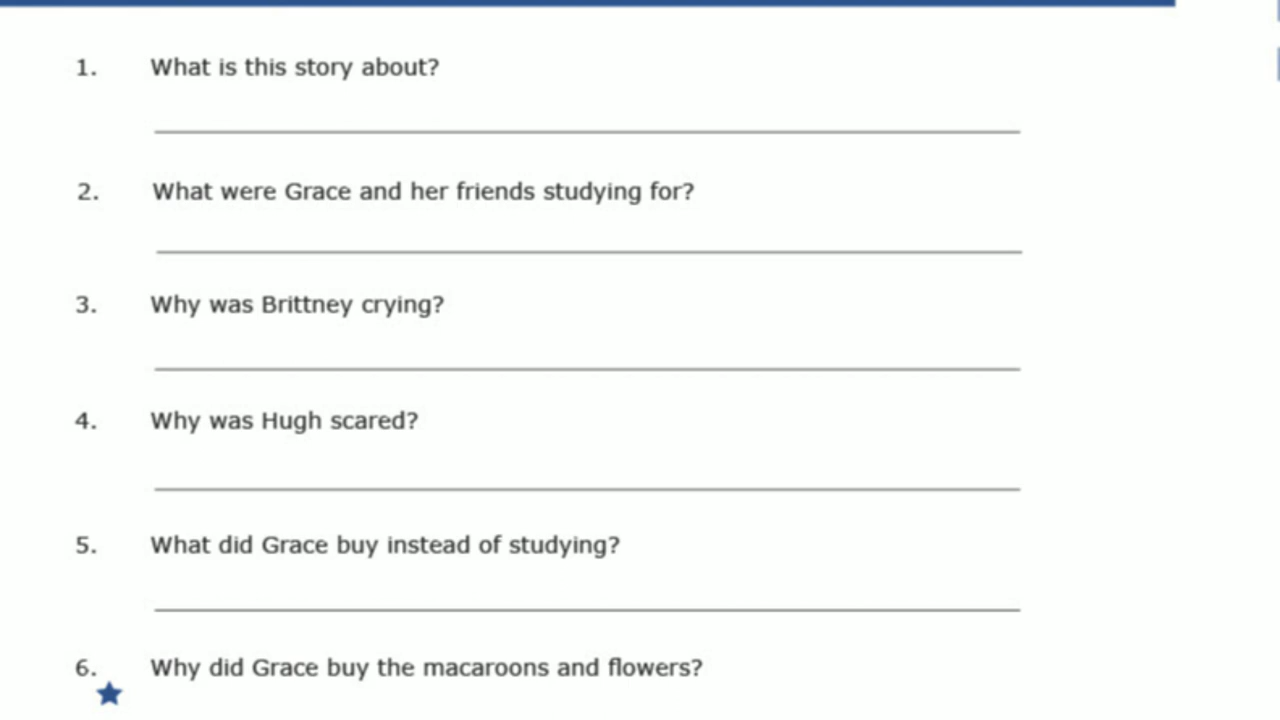 1. What is this story about?
2. What were Grace and her friends studying for?
3. Why was Brittney crying?
4. Why was Hugh scared?
5. What did Grace buy instead of studying?
6. Why did Grace buy the macaroons and flowers?